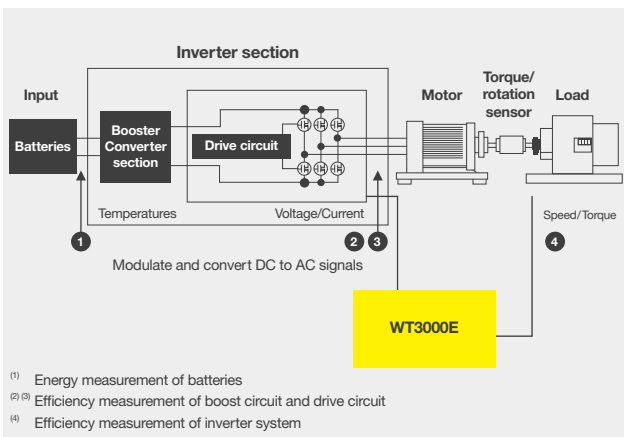 Inverter section
Input
Motor
Torque/
rotation
sensor
Load
Batteries
Booster
Converter
section
Drive circuit
Temperatures
Voltage/Current
Speed/Torque
1
2
3
4
Modulate and convert DC to AC signals
WT3000E
(1) Energy measurement of batteries
(2) (3) Efficiency measurement of boost circuit and drive circuit
(4) Efficiency measurement of inverter system